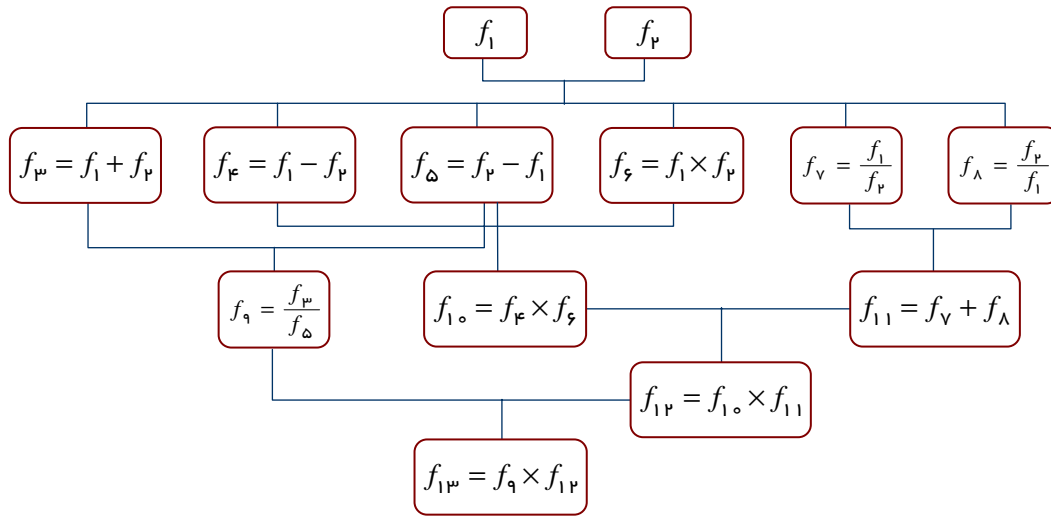 f۱ f۲
f۳ = f۱ + f۲ f۴ = f۱ − f۲ f۵ = f۲ − f۱ f۶ = f۱ × f۲ f۷ = f۱/f۲ f۸ = f۲/f۱
f۹ = f۳/f۵ f۱۰ = f۴ × f۶ f۱۱ = f۷ + f۸
f۱۲ = f۱۰ × f۱۱
f۱۳ = f۹ × f۱۲